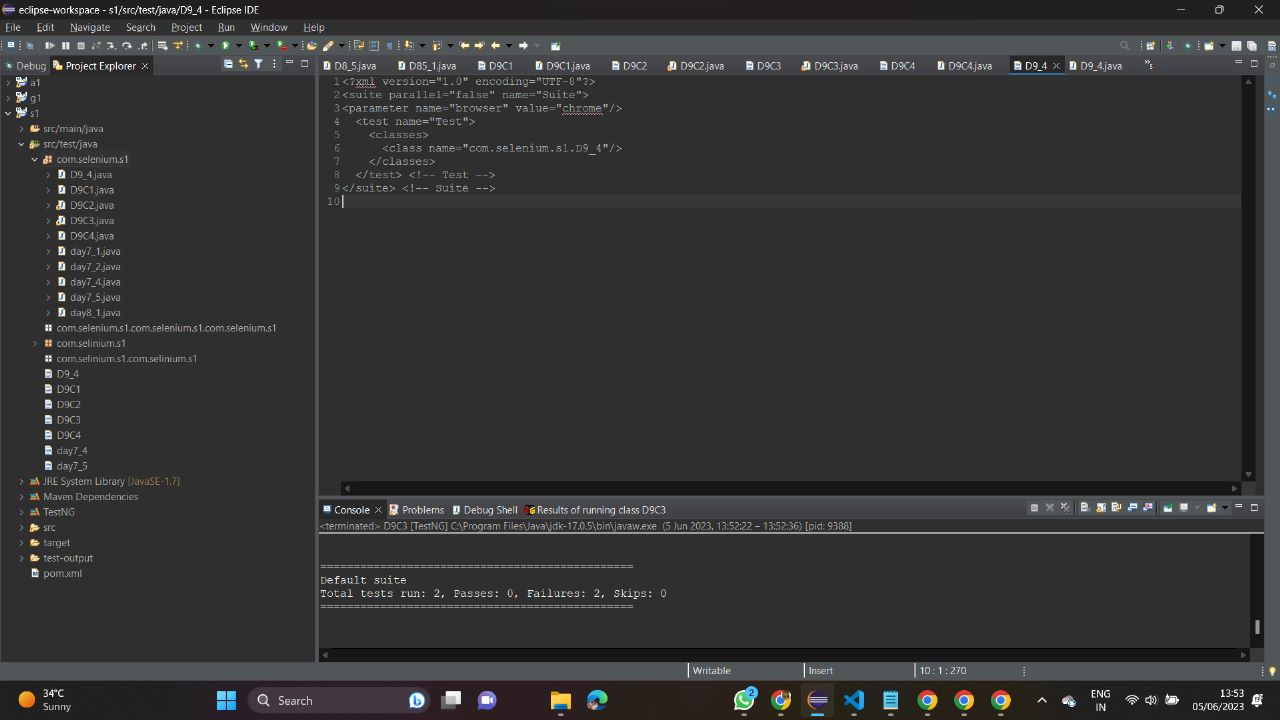 eclipse-workspace - s1/src/test/java/D9_4 - Eclipse IDE
File Edit Navigate Search Project Run Window Help
Debug Project Explorer
D8_5.java D85_1.java D9C1 D9C1.java D9C2 D9C2.java D9C3 D9C3.java D9C4 D9C4.java D9_4 D9_4.java
a1
g1
s1
src/main/java
src/test/java
com.selenium.s1
D9_4.java
D9C1.java
D9C2.java
D9C3.java
D9C4.java
day7_1.java
day7_2.java
day7_4.java
day7_5.java
day8_1.java
com.selenium.s1.com.selenium.s1.com.selenium.s1
com.selinium.s1
com.selinium.s1.com.selinium.s1
D9_4
D9C1
D9C2
D9C3
D9C4
day7_4
day7_5
JRE System Library [JavaSE-1.7]
Maven Dependencies
TestNG
src
target
test-output
pom.xml
1 <?xml version="1.0" encoding="UTF-8"?>
2 <suite parallel="false" name="Suite">
3 <parameter name="browser" value="chrome"/>
4 <test name="Test">
5 <classes>
6 <class name="com.selenium.s1.D9_4"/>
7 </classes>
8 </test> <!-- Test -->
9 </suite> <!-- Suite -->
10
Console Problems Debug Shell Results of running class D9C3
<terminated> D9C3 [TestNG] C:\Program Files\Java\jdk-17.0.5\bin\javaw.exe (5 Jun 2023, 13:52:22 – 13:52:36) [pid: 9388]
===============================================
Default suite
Total tests run: 2, Passes: 0, Failures: 2, Skips: 0
===============================================
Writable Insert 10 : 1 : 270
34°C
Sunny
Search
2
ENG
IN
13:53
05/06/2023